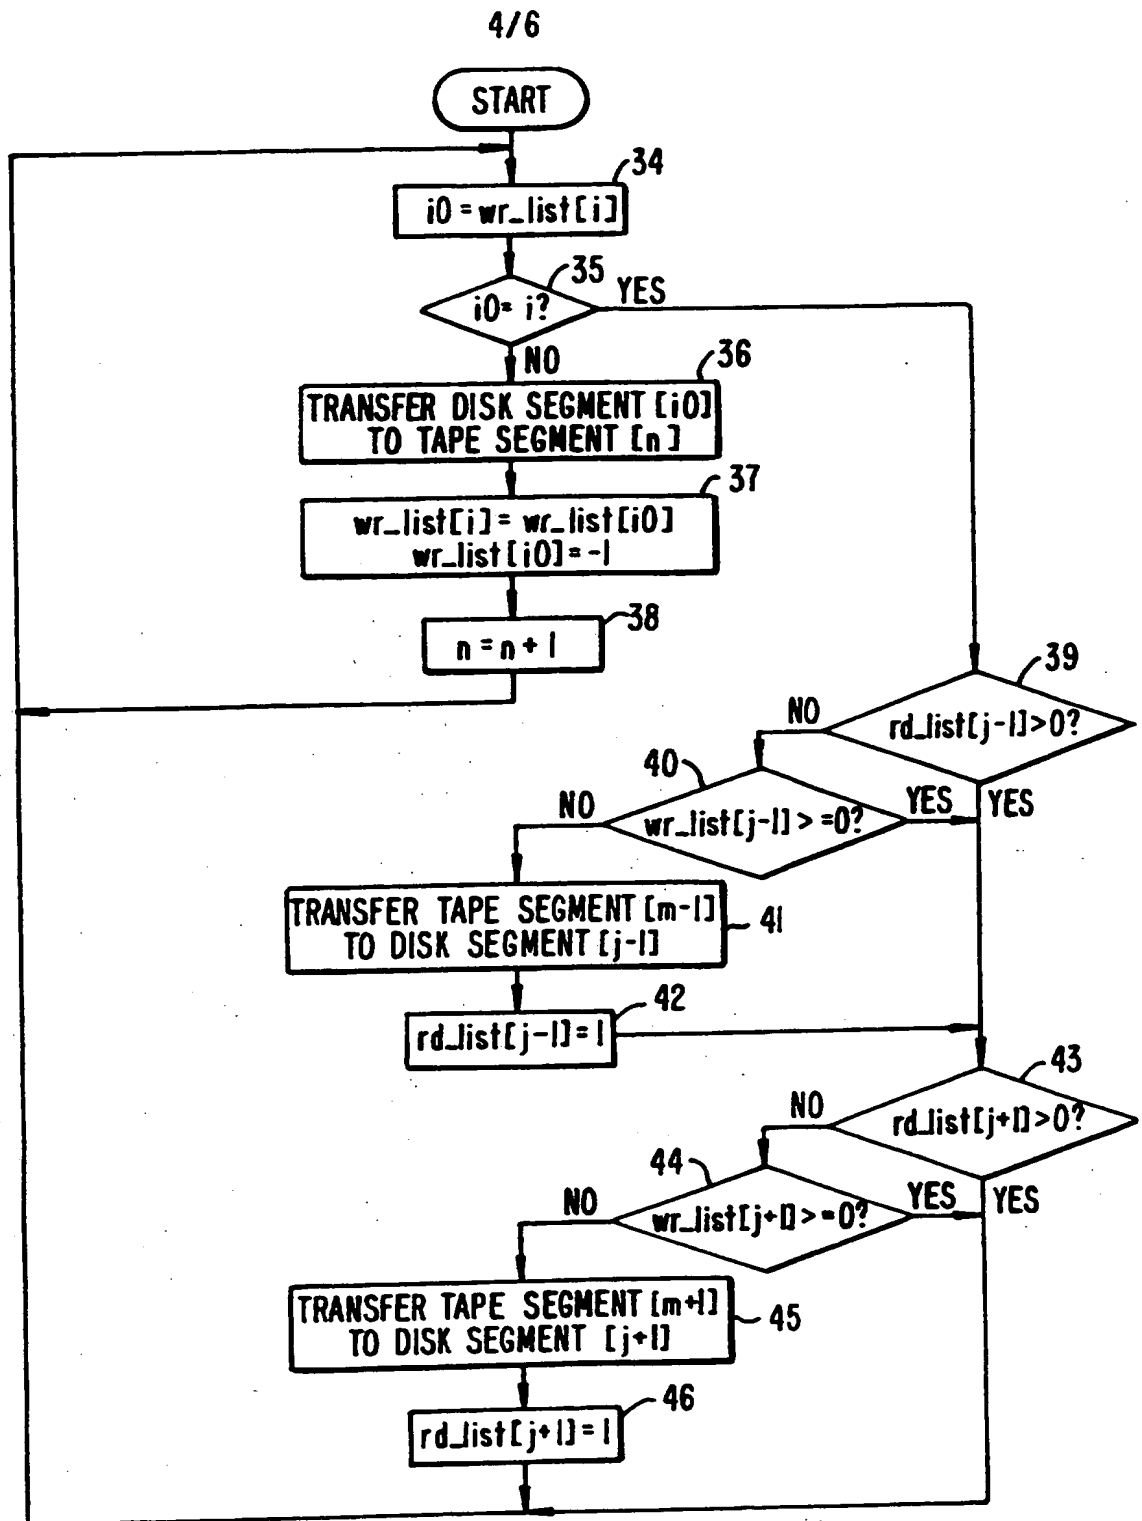 4/6
START
34
i0 = wr_list[i]
35
i0= i?
YES
NO
36
TRANSFER DISK SEGMENT [i0]
TO TAPE SEGMENT [n]
37
wr_list[i] = wr_list[i0]
wr_list[i0] = -1
38
n = n + 1
39
NO
rd_list[j-1]>0?
40
NO
YES
YES
wr_list[j-1] > =0?
TRANSFER TAPE SEGMENT [m-1]
TO DISK SEGMENT [j-1]
41
42
rd_list[j-1] = 1
43
NO
rd_list[j+1]>0?
44
NO
YES
YES
wr_list[j+1] > =0?
TRANSFER TAPE SEGMENT [m+1]
TO DISK SEGMENT [j+1]
45
46
rd_list[j+1] = 1